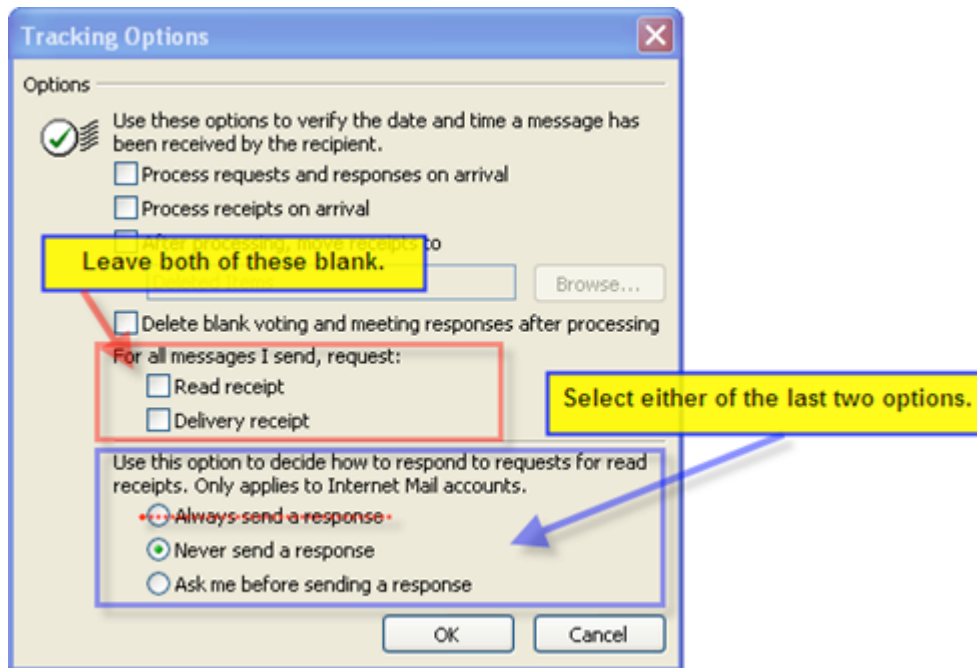 Tracking Options
Options
Use these options to verify the date and time a message has
been received by the recipient.
Process requests and responses on arrival
Process receipts on arrival
After processing, move receipts to
Leave both of these blank.
Deleted Items
Browse...
Delete blank voting and meeting responses after processing
For all messages I send, request:
Read receipt
Delivery receipt
Select either of the last two options.
Use this option to decide how to respond to requests for read
receipts. Only applies to Internet Mail accounts.
Always send a response
Never send a response
Ask me before sending a response
OK
Cancel